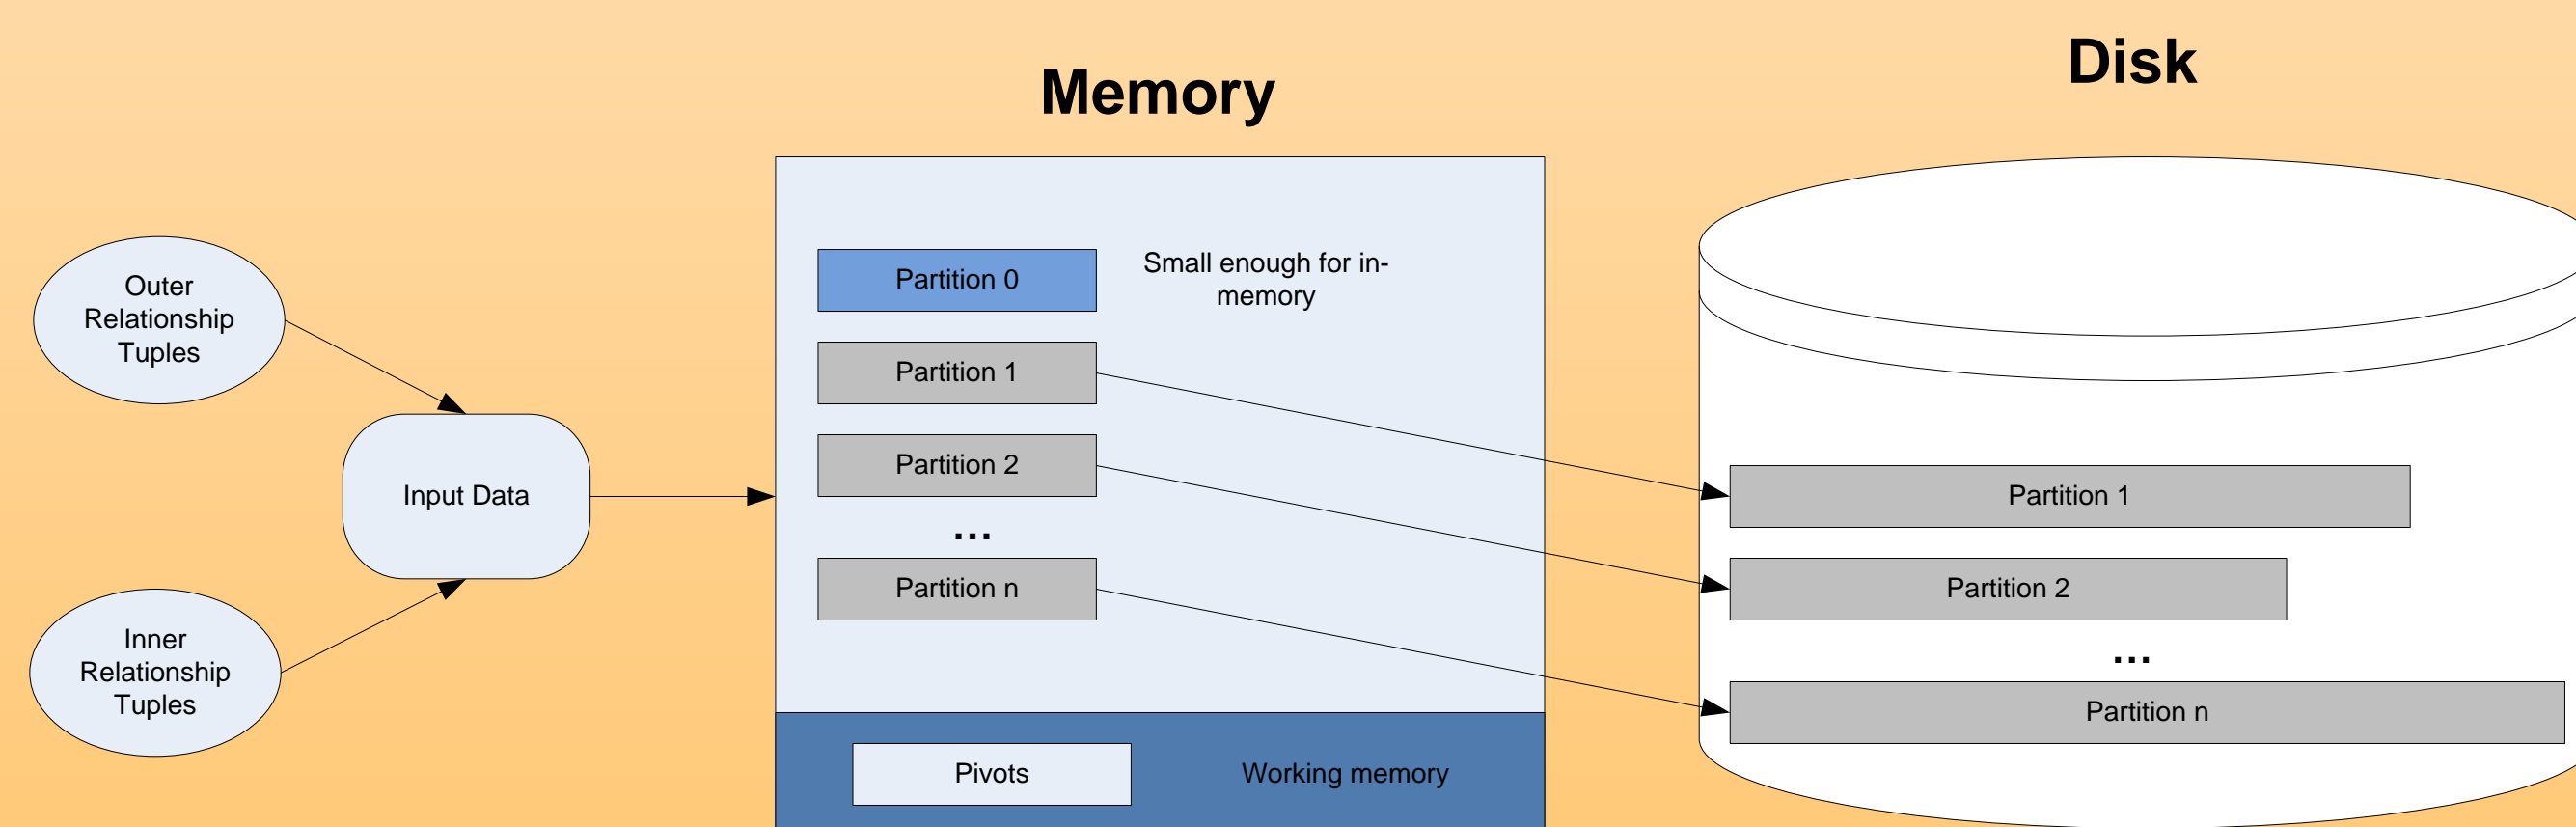 Memory
Disk
Outer
Relationship
Tuples
Input Data
Inner
Relationship
Tuples
Partition 0
Small enough for in-
memory
Partition 1
Partition 2
...
Partition n
Pivots
Working memory
Partition 1
Partition 2
...
Partition n